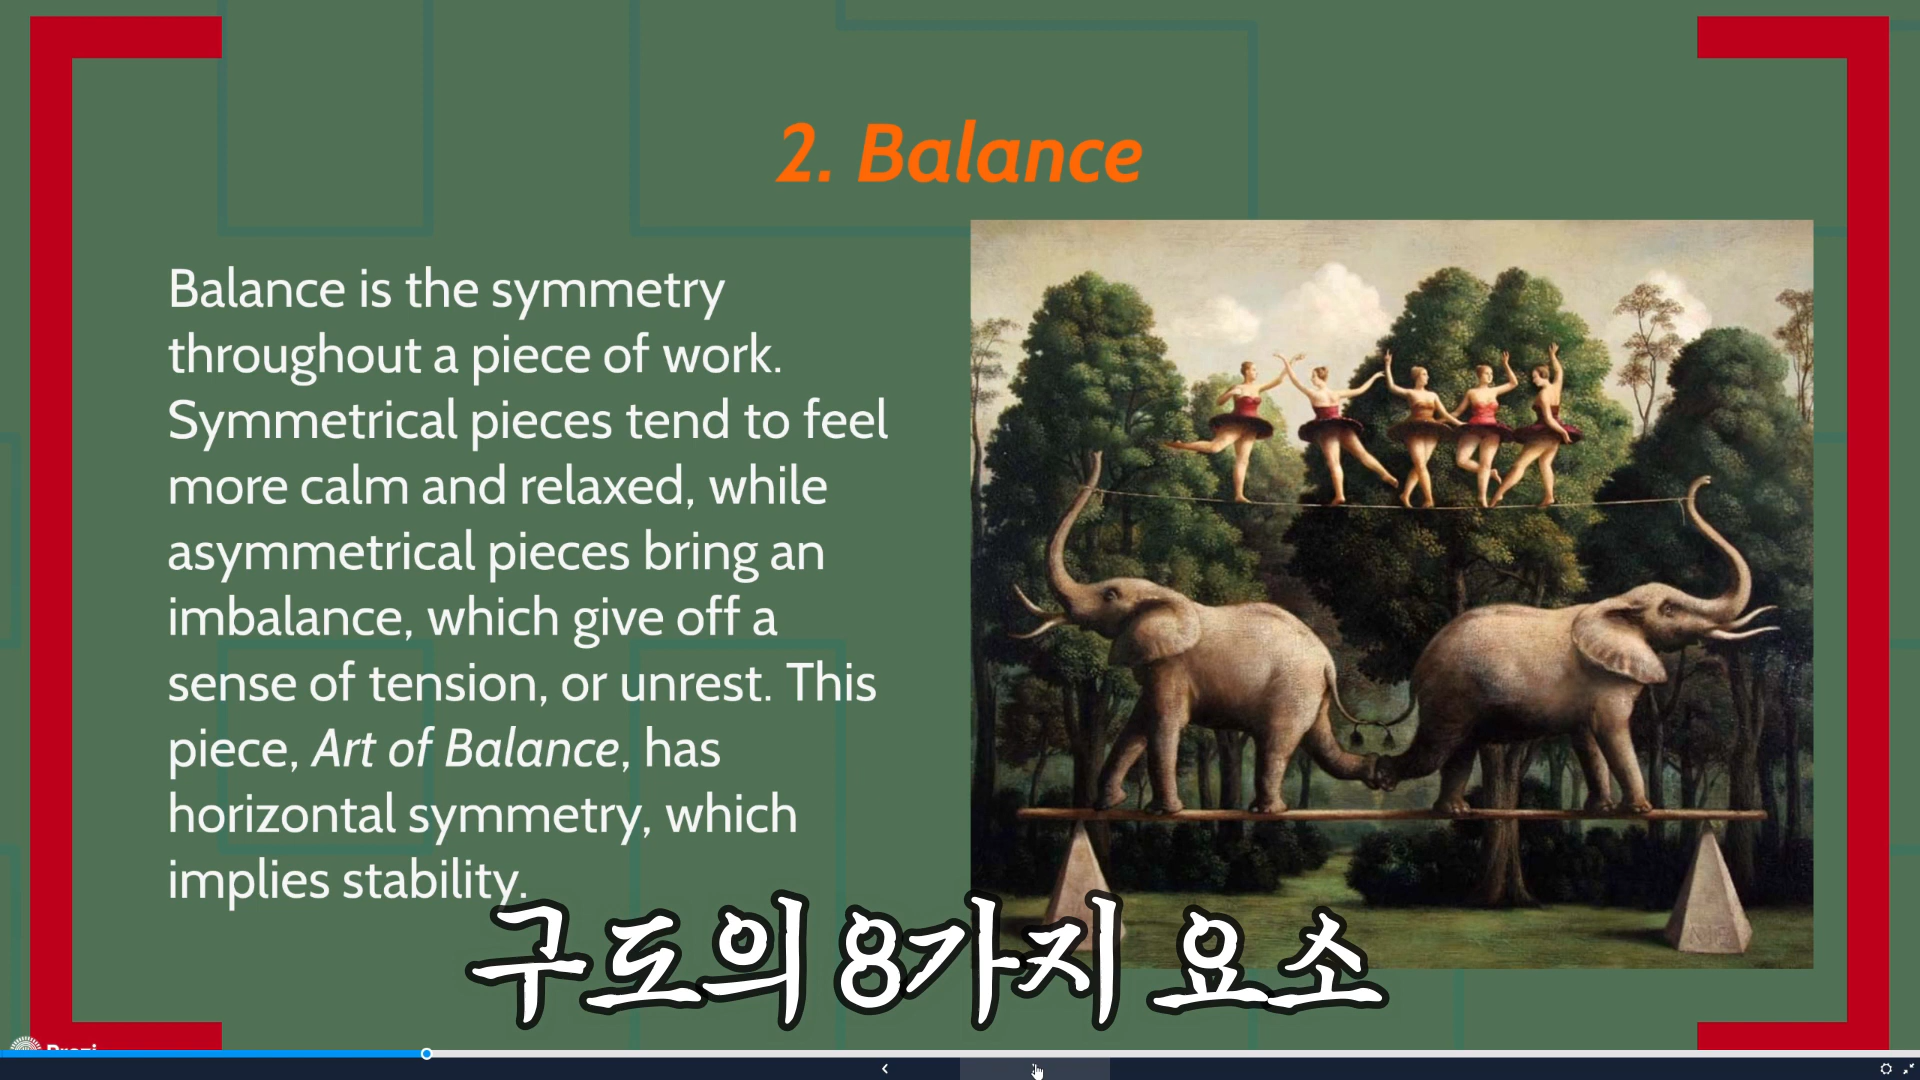 2. Balance
Balance is the symmetry
throughout a piece of work.
Symmetrical pieces tend to feel
more calm and relaxed, while
asymmetrical pieces bring an
imbalance, which give off a
sense of tension, or unrest. This
piece, Art of Balance, has
horizontal symmetry, which
implies stability.
구도의 8가지 요소
Prezi